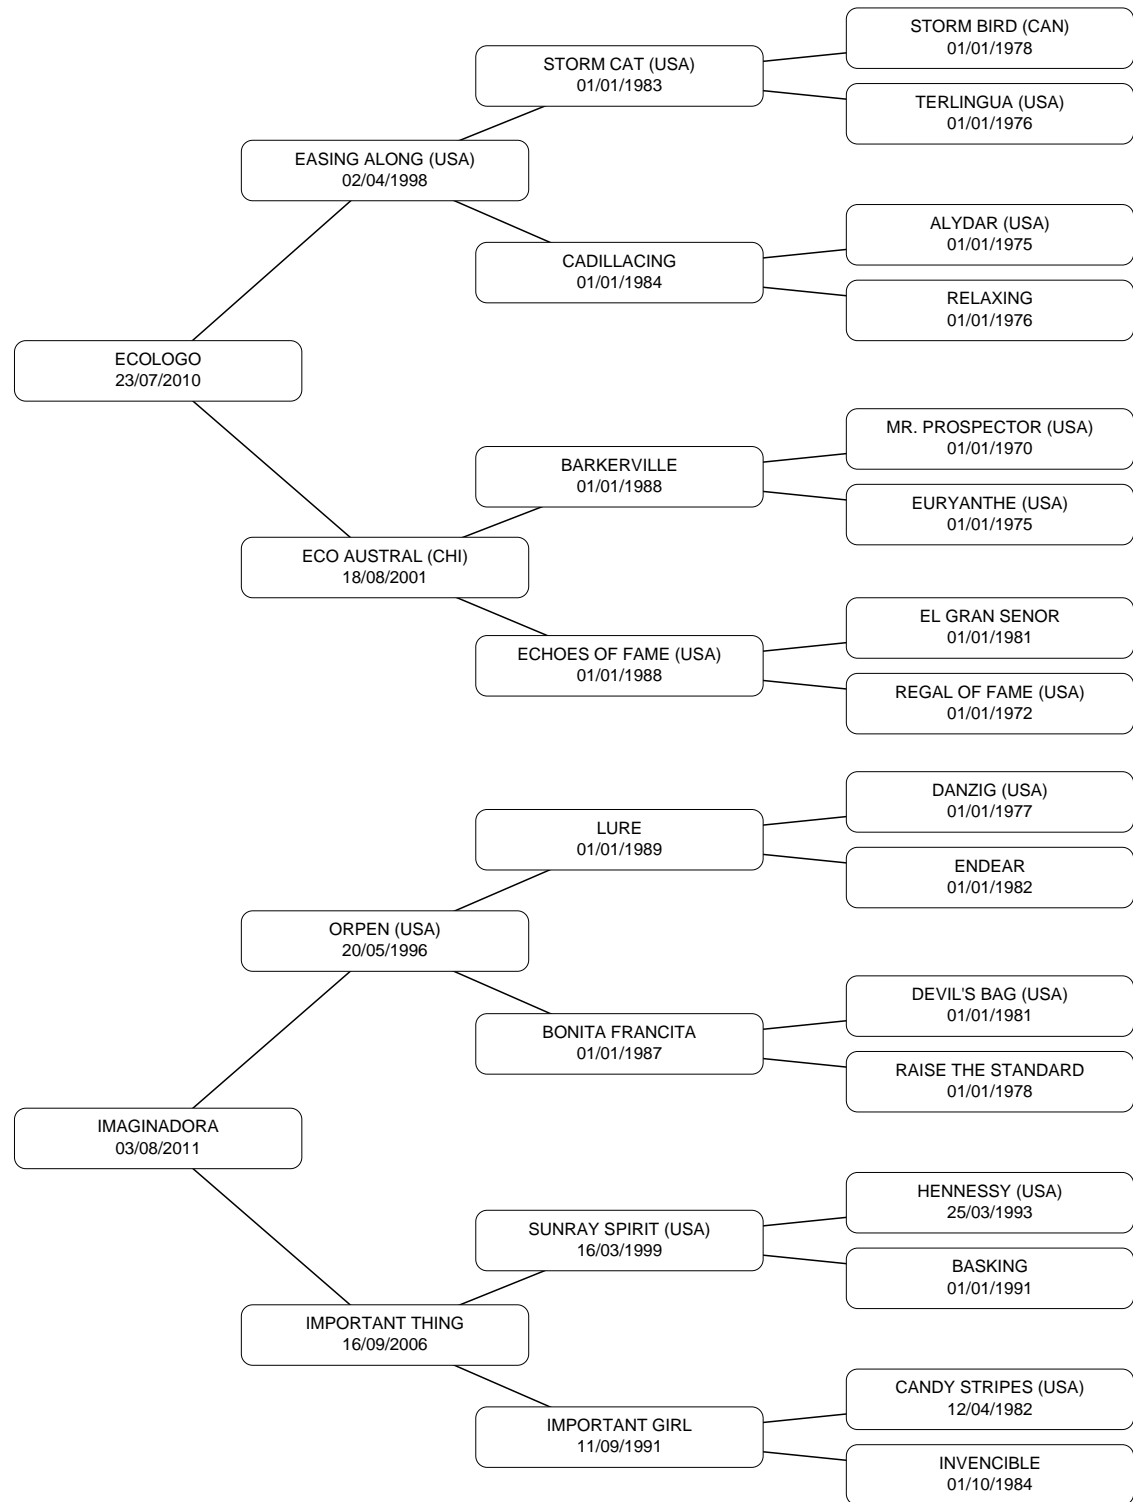 STORM BIRD (CAN)
01/01/1978
STORM CAT (USA)
01/01/1983
TERLINGUA (USA)
01/01/1976
EASING ALONG (USA)
02/04/1998
ALYDAR (USA)
01/01/1975
CADILLACING
01/01/1984
RELAXING
01/01/1976
ECOLOGO
23/07/2010
MR. PROSPECTOR (USA)
01/01/1970
BARKERVILLE
01/01/1988
EURYANTHE (USA)
01/01/1975
ECO AUSTRAL (CHI)
18/08/2001
EL GRAN SENOR
01/01/1981
ECHOES OF FAME (USA)
01/01/1988
REGAL OF FAME (USA)
01/01/1972
DANZIG (USA)
01/01/1977
LURE
01/01/1989
ENDEAR
01/01/1982
ORPEN (USA)
20/05/1996
DEVIL'S BAG (USA)
01/01/1981
BONITA FRANCITA
01/01/1987
RAISE THE STANDARD
01/01/1978
IMAGINADORA
03/08/2011
HENNESSY (USA)
25/03/1993
SUNRAY SPIRIT (USA)
16/03/1999
BASKING
01/01/1991
IMPORTANT THING
16/09/2006
CANDY STRIPES (USA)
12/04/1982
IMPORTANT GIRL
11/09/1991
INVENCIBLE
01/10/1984